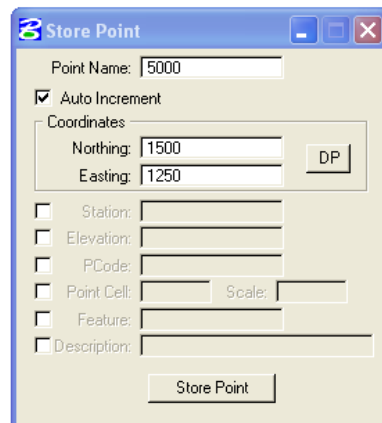 Store Point
Point Name: 5000
Auto Increment
Coordinates
Northing: 1500
Easting: 1250
DP
Station:
Elevation:
PCode:
Point Cell: Scale:
Feature:
Description:
Store Point